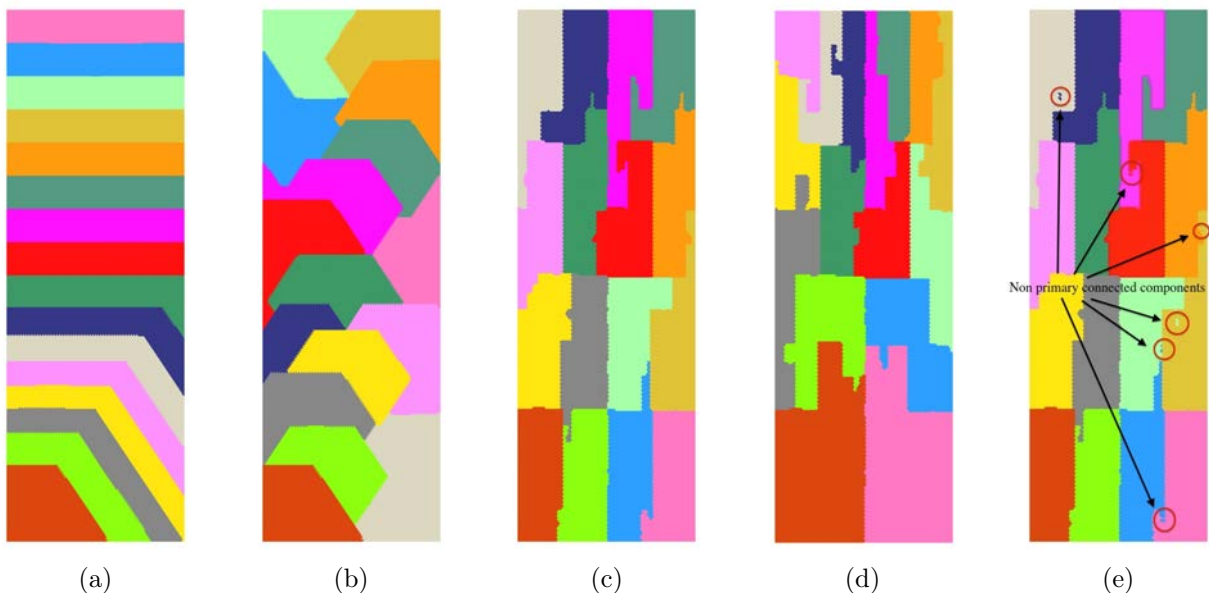 Non primary connected components
(a)
(b)
(c)
(d)
(e)